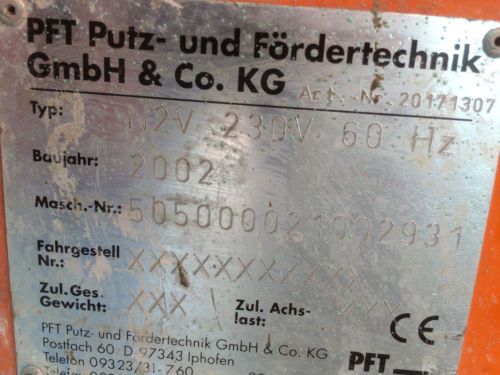 PFT Putz- und Fördertechnik
GmbH & Co. KG Art.-Nr. 20171307
Typ: N2V 230V 60 Hz
Baujahr: 2002
Masch.-Nr.: 505000021002931
Fahrgestell
Nr.: XXXXXXXXXXX
Zul.Ges.
Gewicht: XXX Zul. Achs-
last: XXX
CE
PFT Putz- und Fördertechnik GmbH & Co. KG
Postfach 60 D-97343 Iphofen
Telefon 09323/31-760
PFT